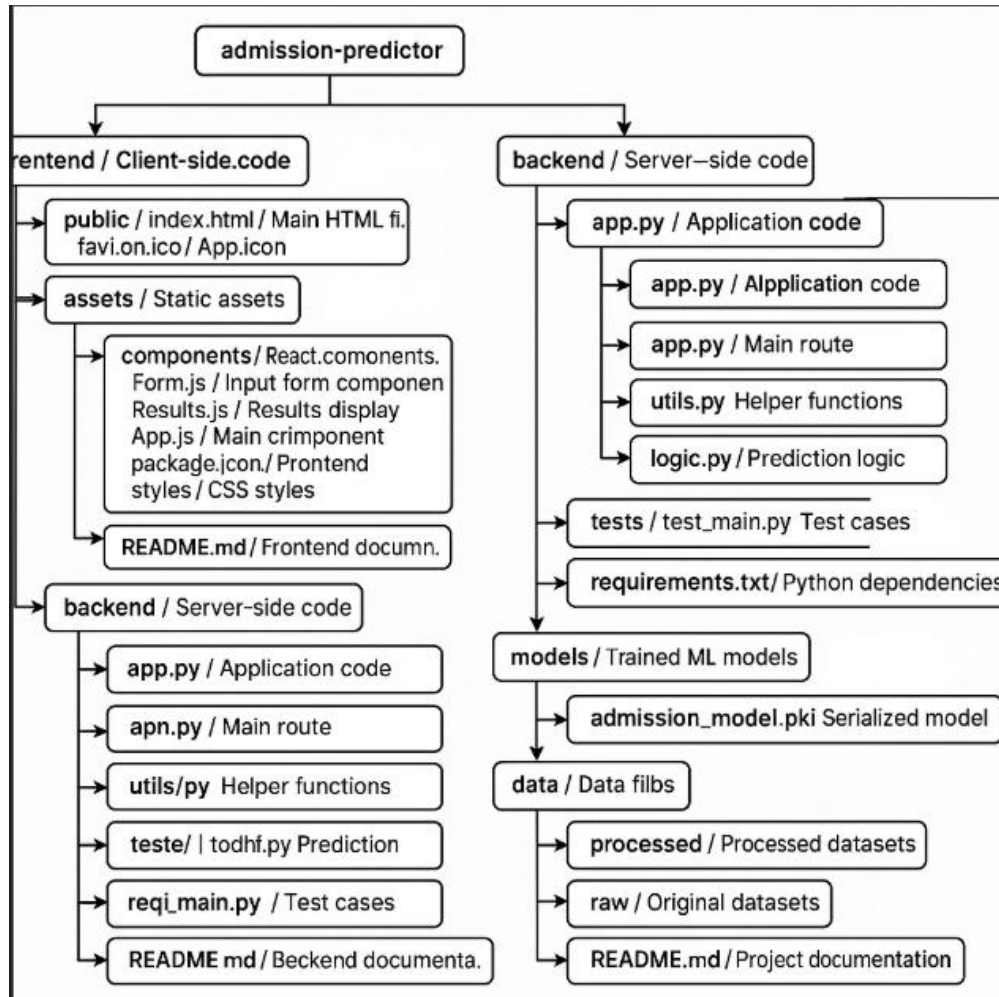 admission-predictor
rentend / Client-side.code
public / index.html / Main HTML fi.
favi.on.ico / App.icon
assets / Static assets
components/ React.comonents.
Form.js / Input form componen
Results.js / Results display
App.js / Main crimponent
package.jcon./ Prontend
styles / CSS styles
README.md / Frontend documn.
backend / Server-side code
app.py / Application code
apn.py / Main route
utils/py Helper functions
teste/ | todhf.py Prediction
reqi_main.py / Test cases
README md / Beckend documenta.
backend / Server–side code
app.py / Application code
app.py / Alpplication code
app.py / Main route
utils.py Helper functions
logic.py / Prediction logic
tests / test_main.py Test cases
requirements.txt/ Python dependencies
models / Trained ML models
admission_model.pki Serialized model
data / Data filbs
processed / Processed datasets
raw / Original datasets
README.md / Project documentation